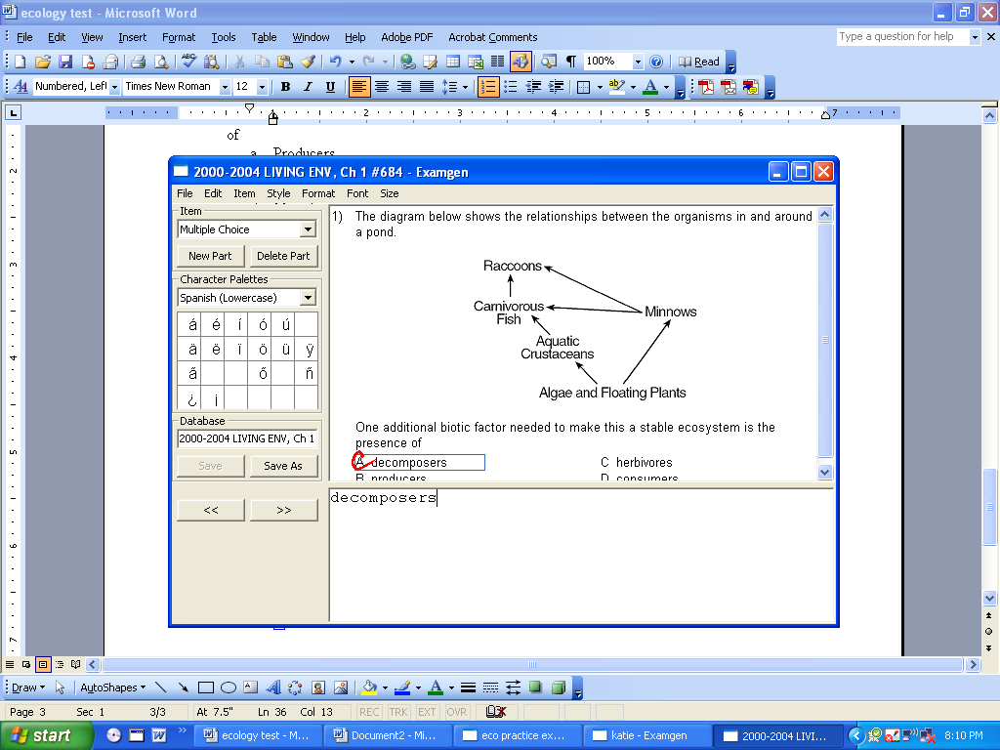 ecology test - Microsoft Word
File Edit View Insert Format Tools Table Window Help Adobe PDF Acrobat Comments
Type a question for help
100%
Read
Numbered, Left
Times New Roman
12
B I U
1 2 3 4 5 6 7
of
a. Producers
2000-2004 LIVING ENV, Ch 1 #684 - Examgen
File Edit Item Style Format Font Size
Item
Multiple Choice
New Part
Delete Part
Character Palettes
Spanish (Lowercase)
á é í ó ú
ä ë ï ö ü ÿ
ã õ ñ
¿ ¡
Database
2000-2004 LIVING ENV, Ch 1
Save
Save As
<<
>>
1) The diagram below shows the relationships between the organisms in and around
a pond.
Raccoons
Carnivorous
Fish
Minnows
Aquatic
Crustaceans
Algae and Floating Plants
One additional biotic factor needed to make this a stable ecosystem is the
presence of
A decomposers
C herbivores
B producers
D consumers
decomposers
Draw
AutoShapes
Page 3 Sec 1 3/3 At 7.5" Ln 36 Col 13 REC TRK EXT OVR
start
ecology test - M...
Document2 - Mi...
eco practice ex...
katie - Examgen
2000-2004 LIVI...
8:10 PM